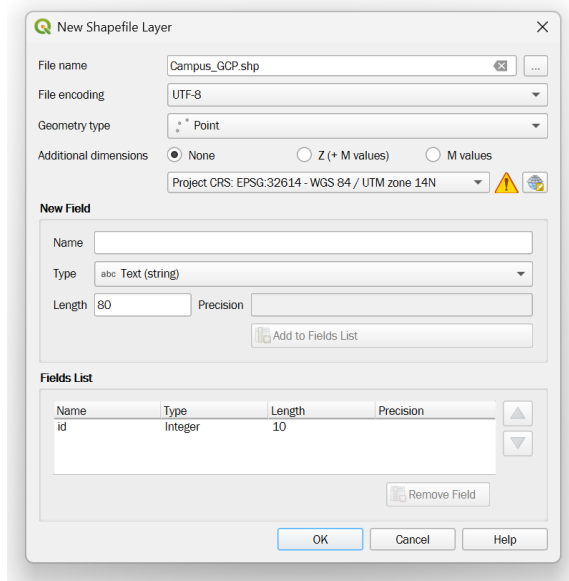 New Shapefile Layer
File name Campus_GCP.shp ...
File encoding UTF-8
Geometry type Point
Additional dimensions None Z (+ M values) M values
Project CRS: EPSG:32614 - WGS 84 / UTM zone 14N
New Field
Name
Type abc Text (string)
Length 80 Precision
Add to Fields List
Fields List
Name Type Length Precision
id Integer 10
Remove Field
OK Cancel Help